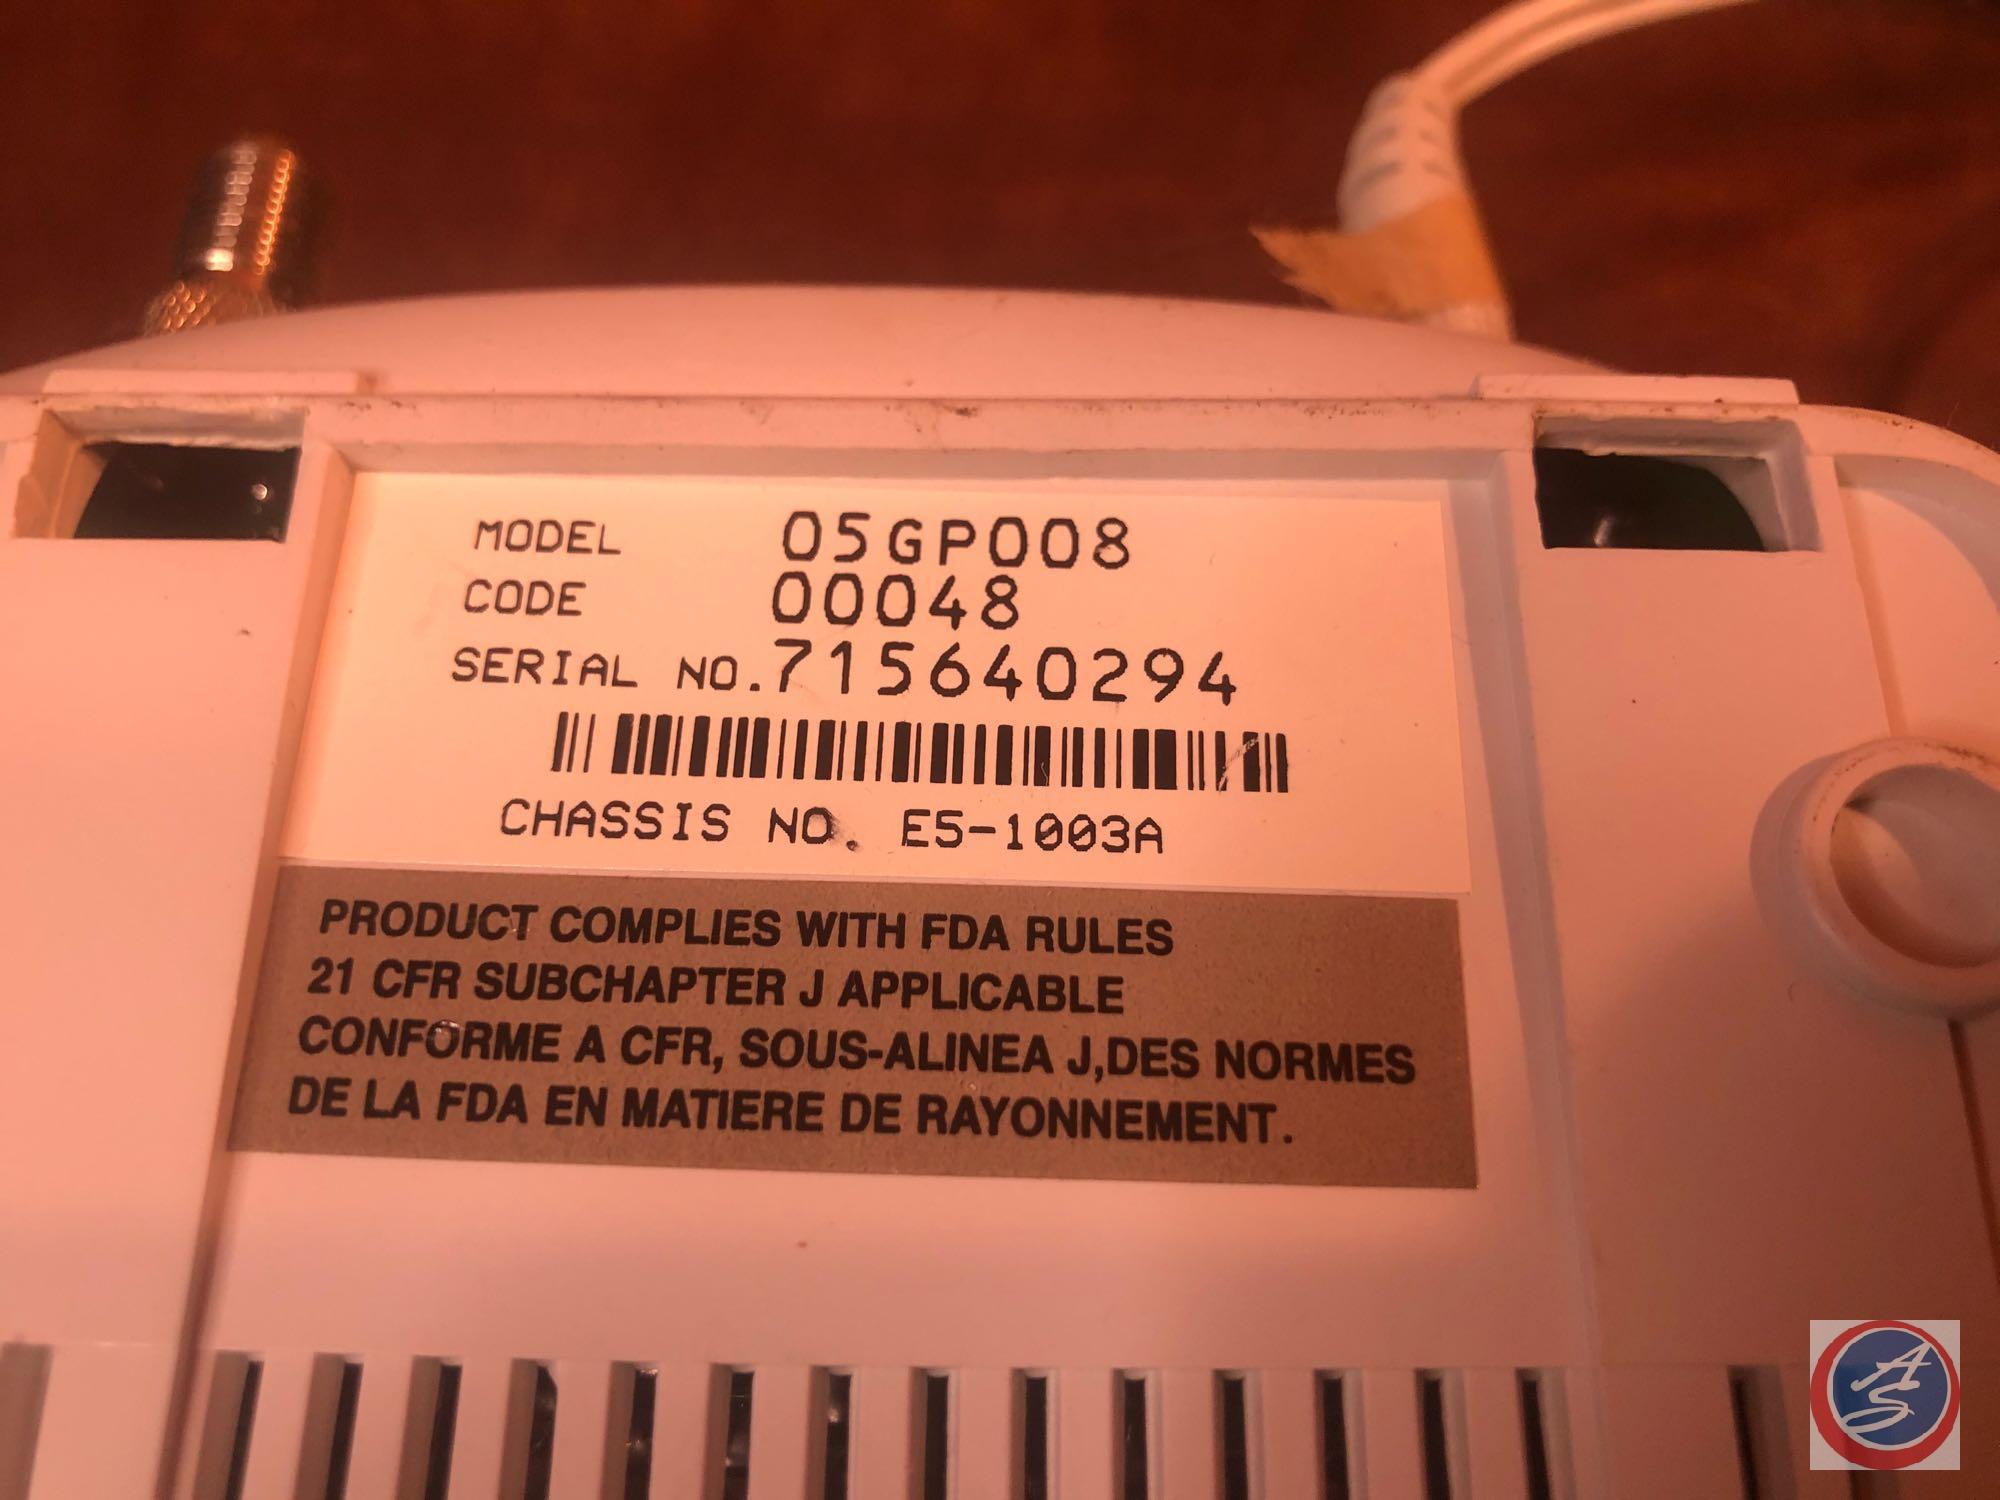 MODEL 05GP008
CODE 00048
SERIAL NO. 715640294
CHASSIS NO. E5-1003A
PRODUCT COMPLIES WITH FDA RULES
21 CFR SUBCHAPTER J APPLICABLE
CONFORME A CFR, SOUS-ALINEA J,DES NORMES
DE LA FDA EN MATIERE DE RAYONNEMENT.
AS